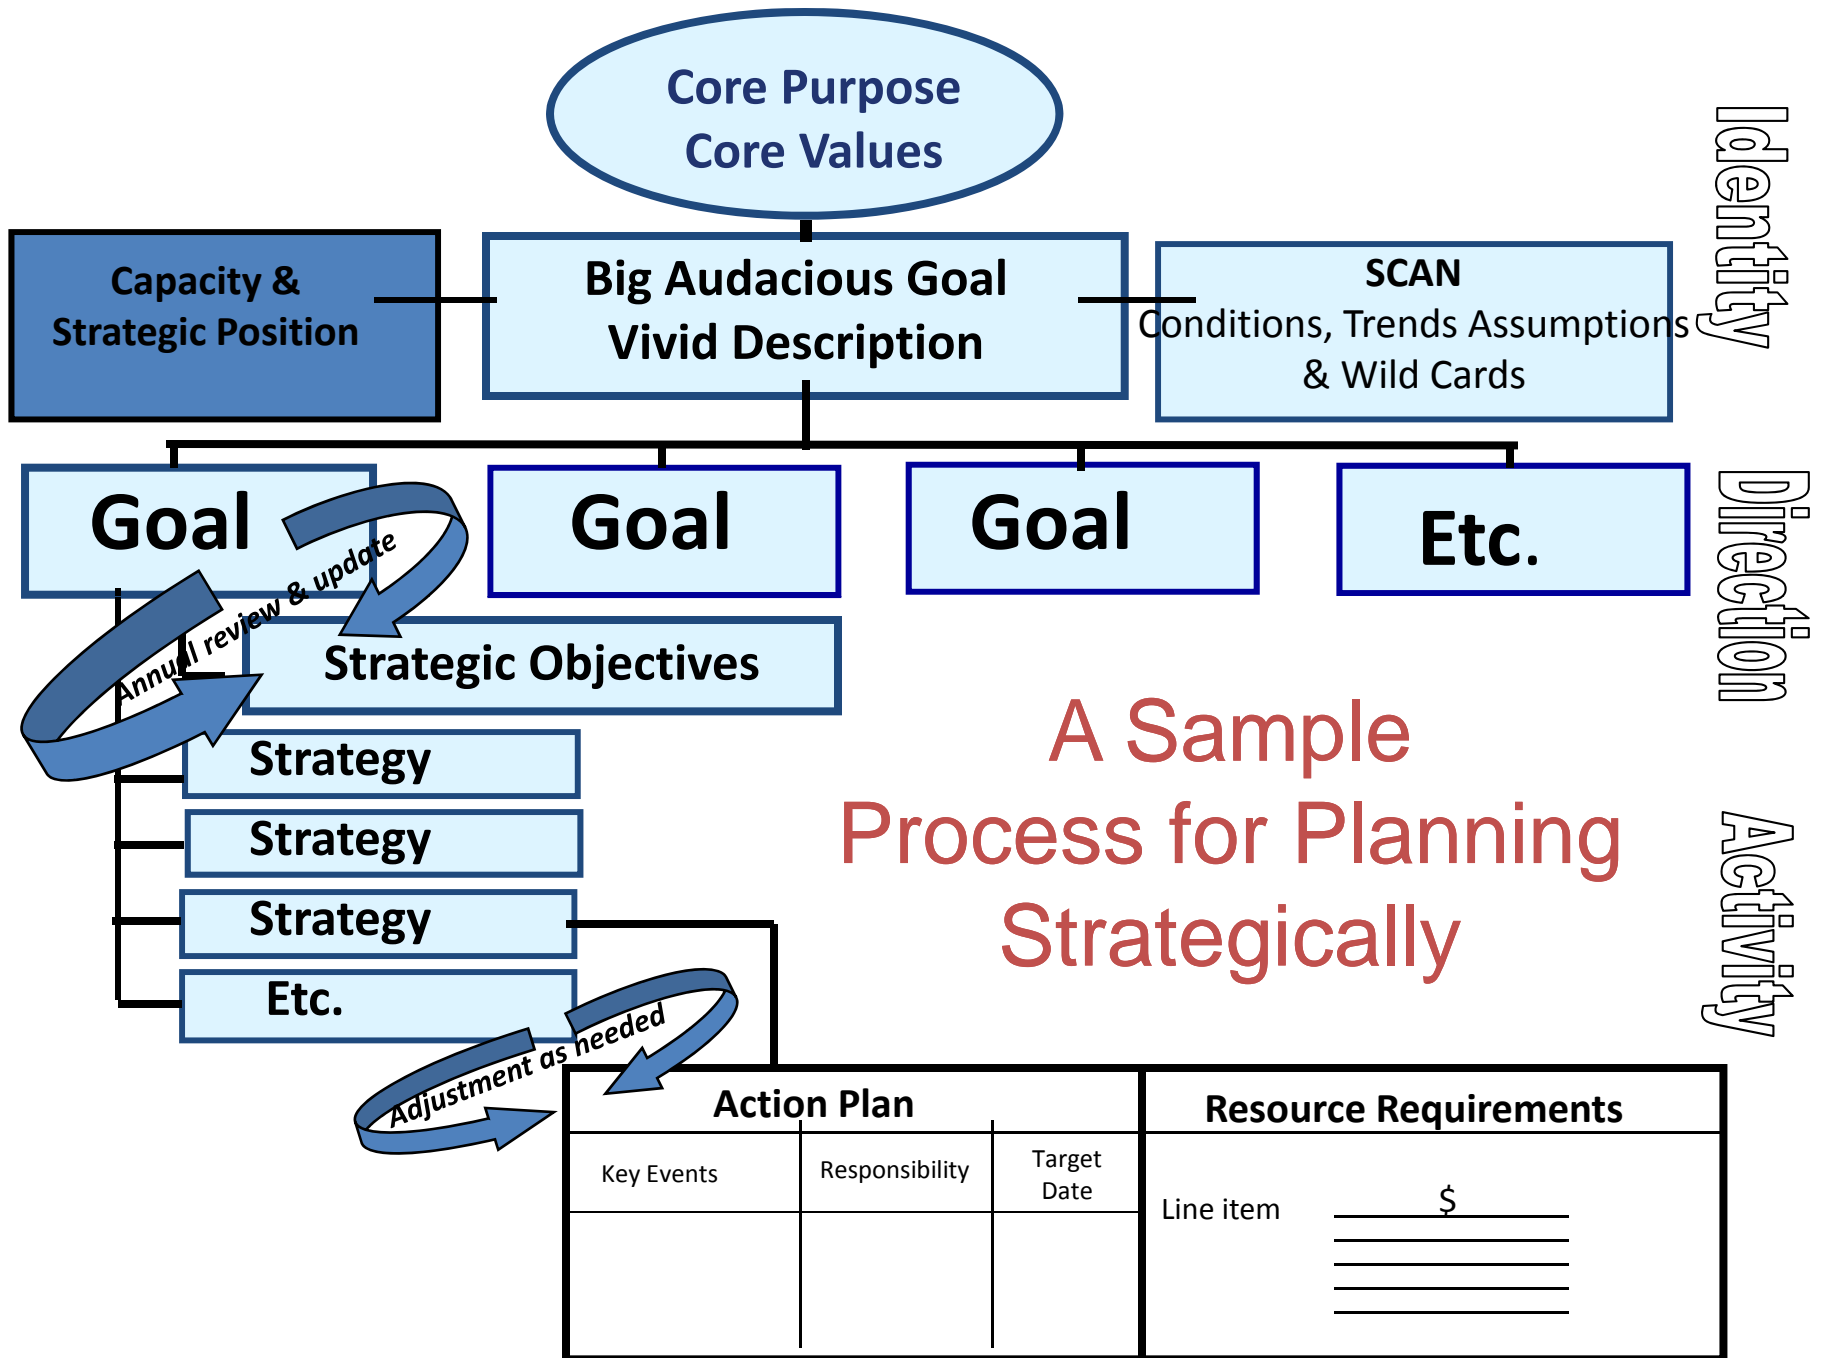 Core Purpose
Core Values
Identity
Capacity &
Strategic Position
Big Audacious Goal
Vivid Description
SCAN
Conditions, Trends Assumptions
& Wild Cards
Goal
Goal
Goal
Etc.
Direction
Annual review & update
Strategic Objectives
Strategy
Strategy
Strategy
Etc.
A Sample
Process for Planning
Strategically
Activity
Adjustment as needed
Action Plan
Resource Requirements
Key Events
Responsibility
Target
Date
Line item
$